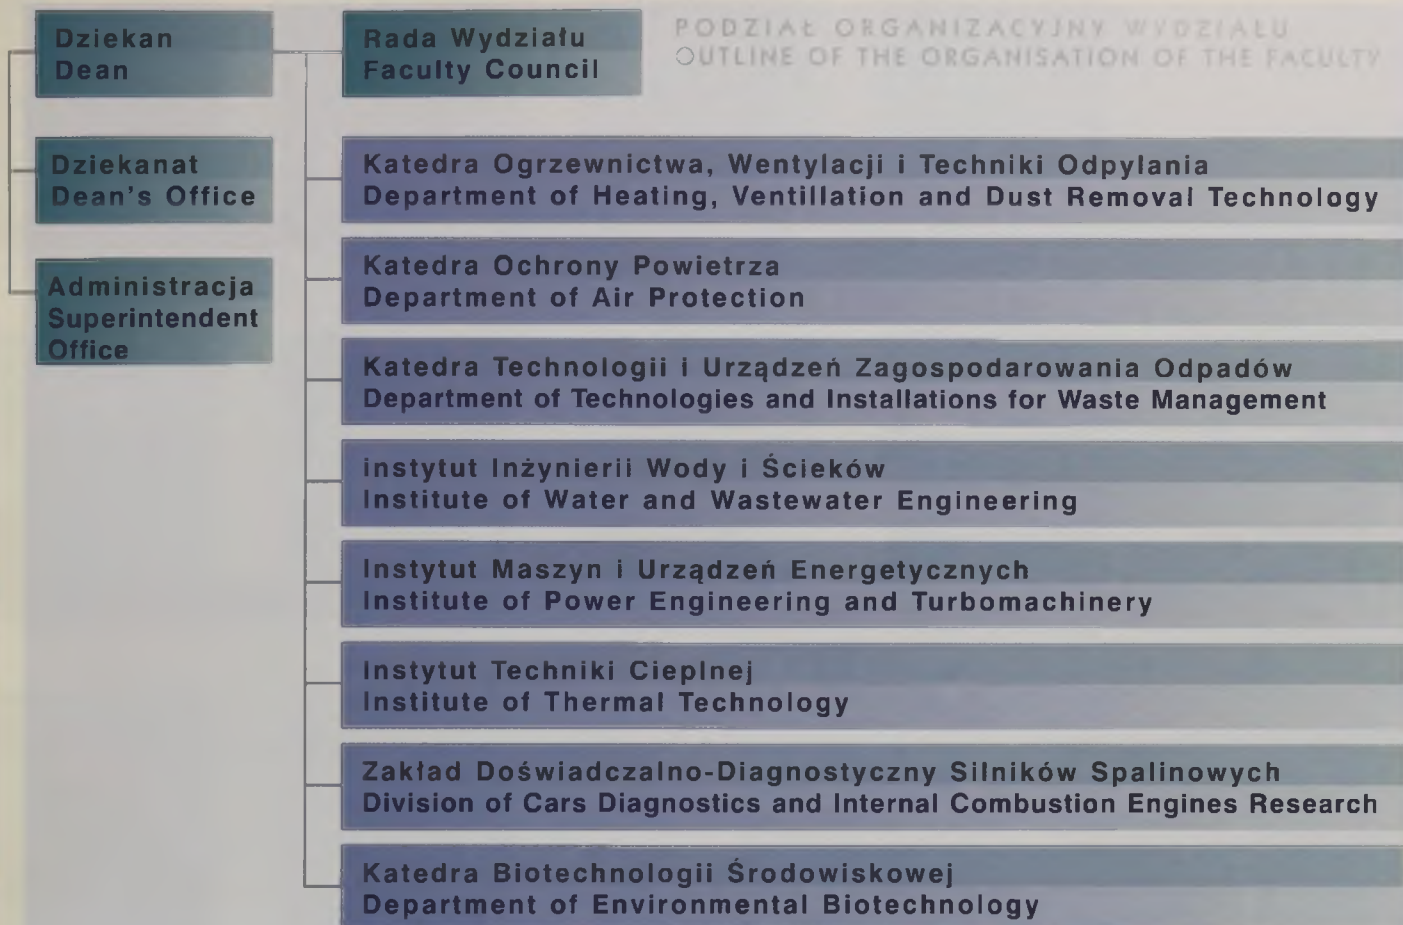 Dziekan
Dean
Rada Wydziału
Faculty Council
PODZIAŁ ORGANIZACYJNY WYDZIAŁU
OUTLINE OF THE ORGANISATION OF THE FACULTY
Dziekanat
Dean's Office
Administracja
Superintendent
Office
Katedra Ogrzewnictwa, Wentylacji i Techniki Odpylania
Department of Heating, Ventillation and Dust Removal Technology
Katedra Ochrony Powietrza
Department of Air Protection
Katedra Technologii i Urządzeń Zagospodarowania Odpadów
Department of Technologies and Installations for Waste Management
instytut Inżynierii Wody i Ścieków
Institute of Water and Wastewater Engineering
Instytut Maszyn i Urządzeń Energetycznych
Institute of Power Engineering and Turbomachinery
Instytut Techniki Cieplnej
Institute of Thermal Technology
Zakład Doświadczalno-Diagnostyczny Silników Spalinowych
Division of Cars Diagnostics and Internal Combustion Engines Research
Katedra Biotechnologii Środowiskowej
Department of Environmental Biotechnology